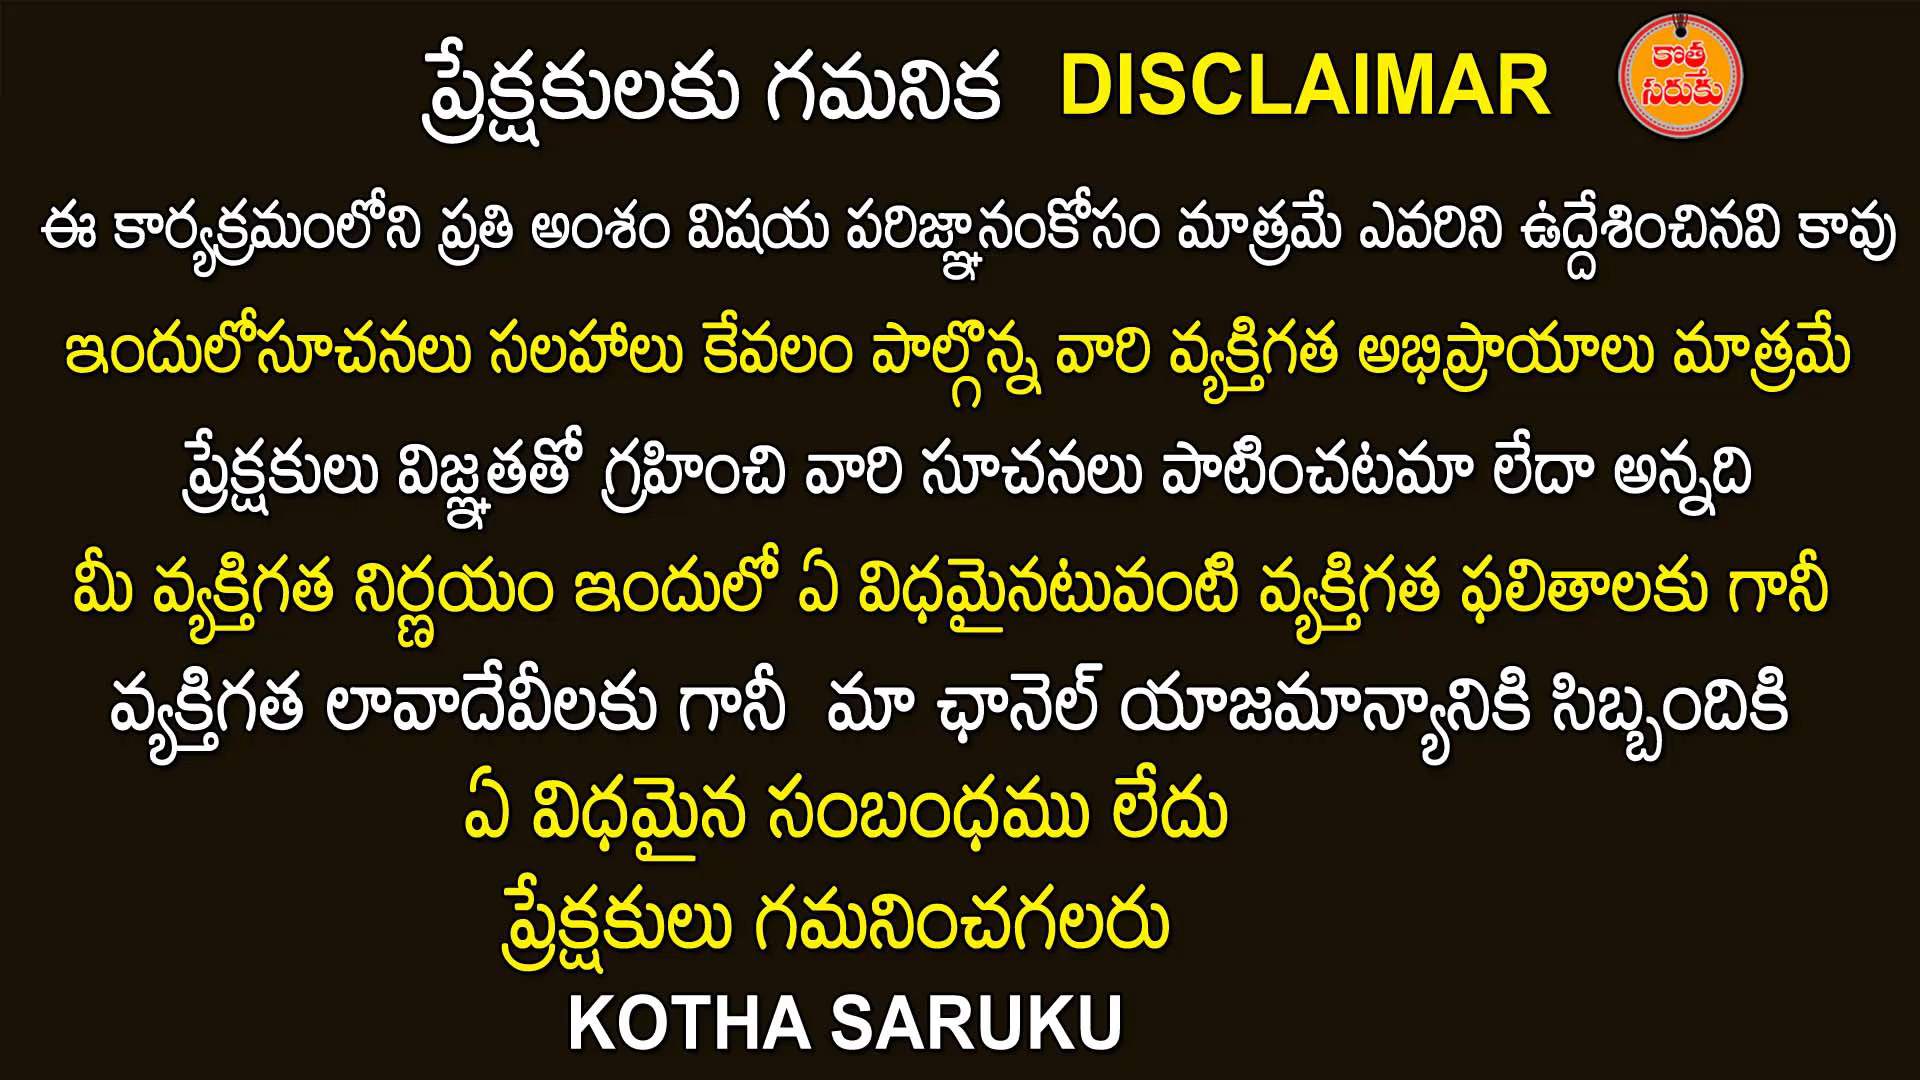 ప్రేక్షకులకు గమనిక DISCLAIMAR
కొత్త
సరుకు
ఈ కార్యక్రమంలోని ప్రతి అంశం విషయ పరిజ్ఞానంకోసం మాత్రమే ఎవరిని ఉద్దేశించినవి కావు
ఇందులోసూచనలు సలహాలు కేవలం పాల్గొన్న వారి వ్యక్తిగత అభిప్రాయాలు మాత్రమే
ప్రేక్షకులు విజ్ఞతతో గ్రహించి వారి సూచనలు పాటించటమా లేదా అన్నది
మీ వ్యక్తిగత నిర్ణయం ఇందులో ఏ విధమైనటువంటి వ్యక్తిగత ఫలితాలకు గానీ
వ్యక్తిగత లావాదేవీలకు గానీ మా ఛానెల్ యాజమాన్యానికి సిబ్బందికి
ఏ విధమైన సంబంధము లేదు
ప్రేక్షకులు గమనించగలరు
KOTHA SARUKU